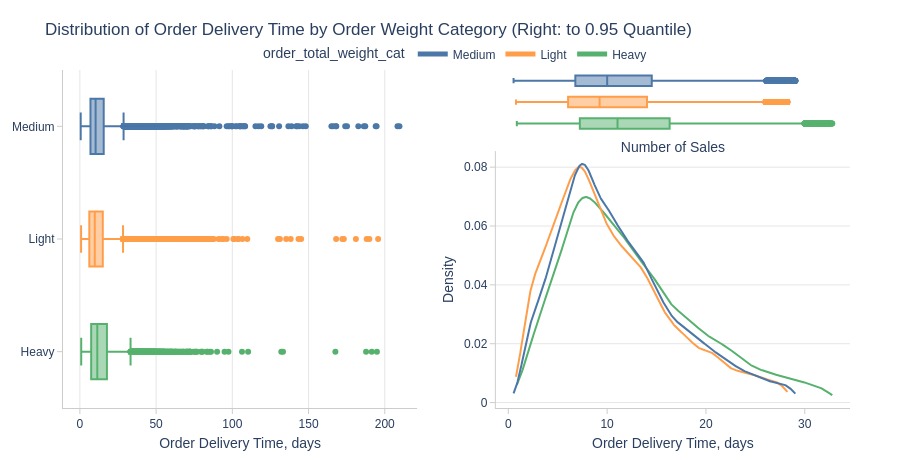 Distribution of Order Delivery Time by Order Weight Category (Right: to 0.95 Quantile)
order_total_weight_cat Medium Light Heavy
Medium
Light
Heavy
0 50 100 150 200
Order Delivery Time, days
Number of Sales
0.08
0.06
0.04
0.02
0
Density
0 10 20 30
Order Delivery Time, days